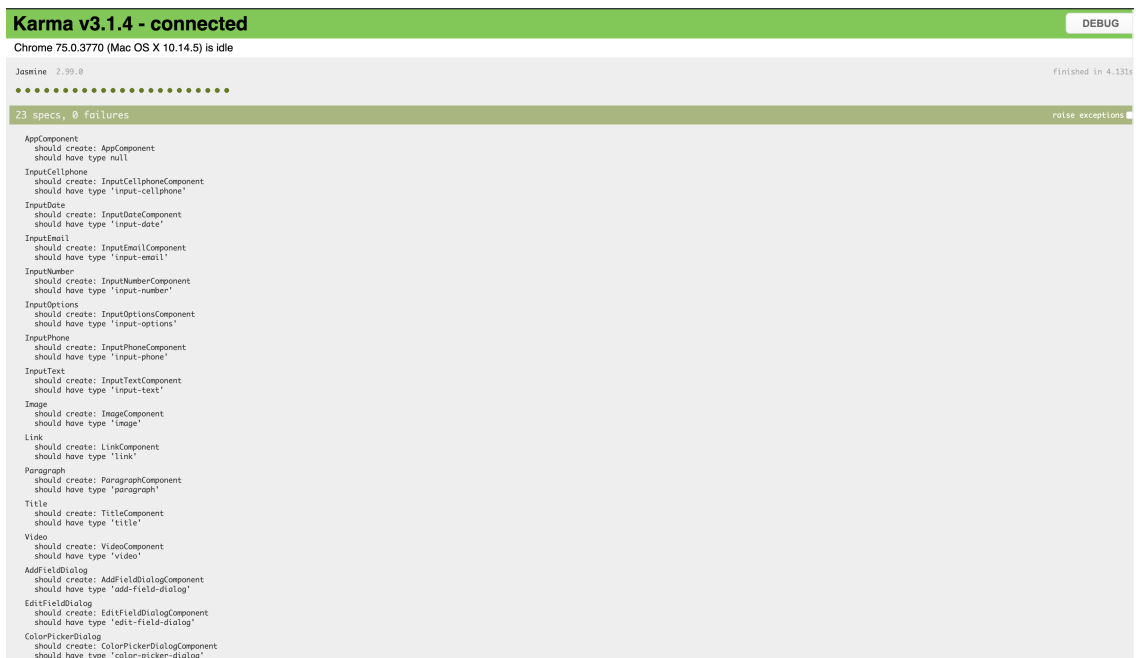 Karma v3.1.4 - connected
DEBUG
Chrome 75.0.3770 (Mac OS X 10.14.5) is idle
Jasmine 2.99.0
finished in 4.131s
23 specs, 0 failures
raise exceptions
AppComponent
should create: AppComponent
should have type null
InputCellphone
should create: InputCellphoneComponent
should have type 'input-cellphone'
InputDate
should create: InputDateComponent
should have type 'input-date'
InputEmail
should create: InputEmailComponent
should have type 'input-email'
InputNumber
should create: InputNumberComponent
should have type 'input-number'
InputOptions
should create: InputOptionsComponent
should have type 'input-options'
InputPhone
should create: InputPhoneComponent
should have type 'input-phone'
InputText
should create: InputTextComponent
should have type 'input-text'
Image
should create: ImageComponent
should have type 'image'
Link
should create: LinkComponent
should have type 'link'
Paragraph
should create: ParagraphComponent
should have type 'paragraph'
Title
should create: TitleComponent
should have type 'title'
Video
should create: VideoComponent
should have type 'video'
AddFieldDialog
should create: AddFieldDialogComponent
should have type 'add-field-dialog'
EditFieldDialog
should create: EditFieldDialogComponent
should have type 'edit-field-dialog'
ColorPickerDialog
should create: ColorPickerDialogComponent
should have type 'color-picker-dialog'